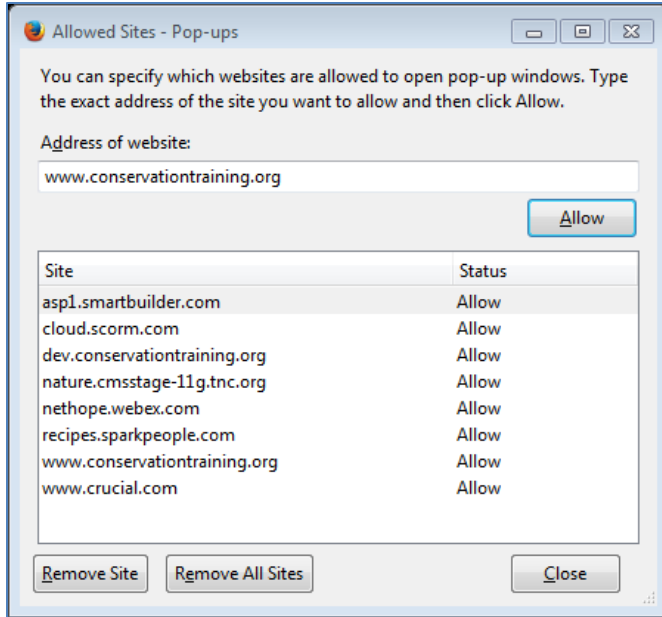 Allowed Sites - Pop-ups
You can specify which websites are allowed to open pop-up windows. Type
the exact address of the site you want to allow and then click Allow.
Address of website:
www.conservationtraining.org
Allow
Site Status
asp1.smartbuilder.com Allow
cloud.scorm.com Allow
dev.conservationtraining.org Allow
nature.cmsstage-11g.tnc.org Allow
nethope.webex.com Allow
recipes.sparkpeople.com Allow
www.conservationtraining.org Allow
www.crucial.com Allow
Remove Site Remove All Sites Close